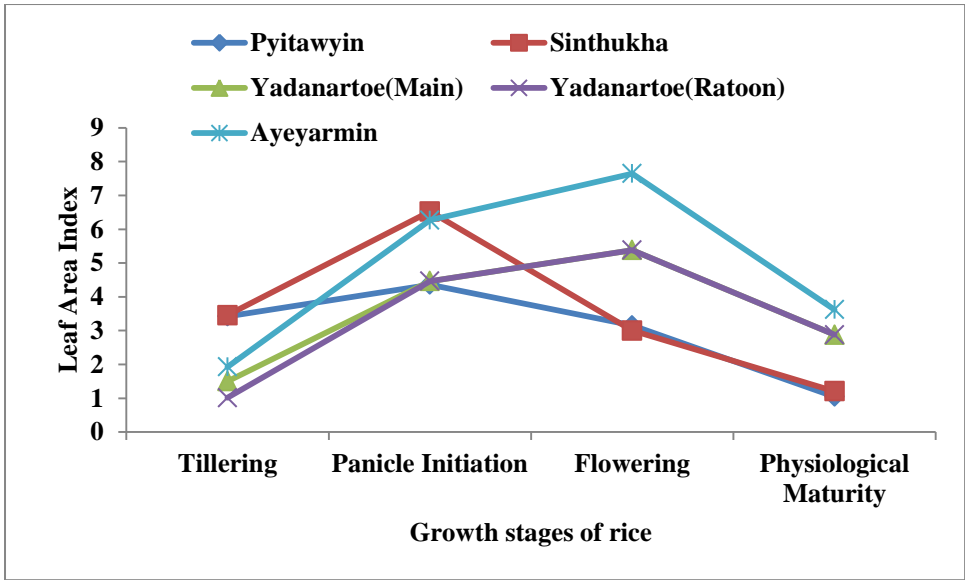 Pyitawyin
Sinthukha
Yadanartoe(Main)
Yadanartoe(Ratoon)
Ayeyarmin
9
8
7
6
5
4
3
2
1
0
Leaf Area Index
Tillering
Panicle Initiation
Flowering
Physiological
Maturity
Growth stages of rice